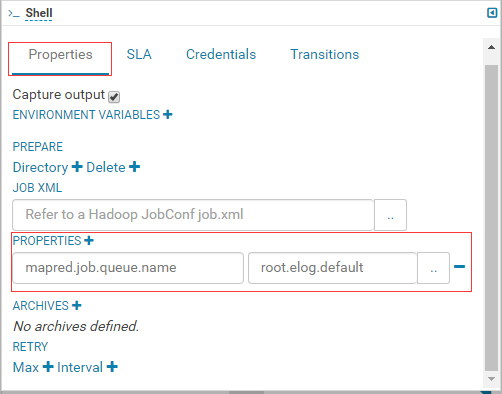 >_ Shell
Properties SLA Credentials Transitions
Capture output
ENVIRONMENT VARIABLES +
PREPARE
Directory + Delete +
JOB XML
Refer to a Hadoop JobConf job.xml ..
PROPERTIES +
mapred.job.queue.name root.elog.default .. −
ARCHIVES +
No archives defined.
RETRY
Max + Interval +